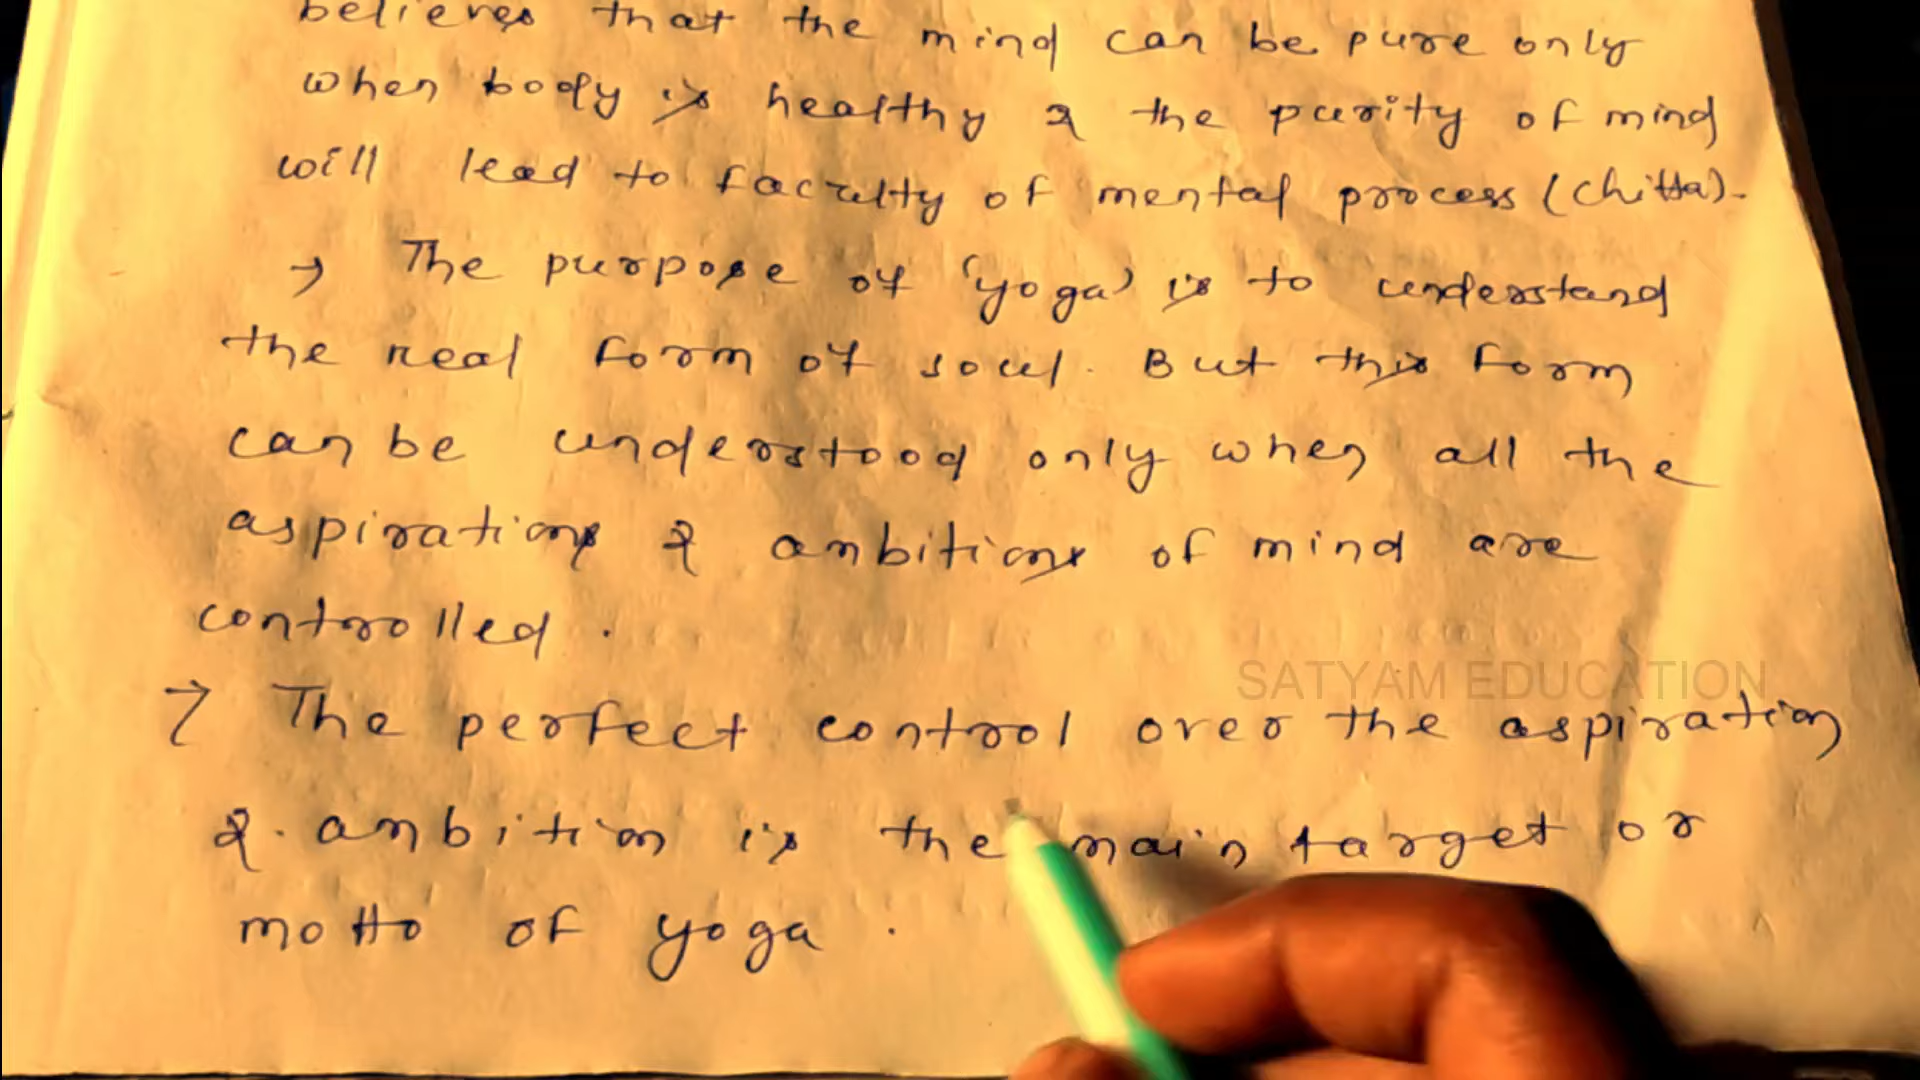 believes that the mind can be pure only
when body is healthy & the purity of mind
will lead to faculty of mental process (chitta).
→ The purpose of 'yoga' is to understand
the real form of soul. But this form
can be understood only when all the
aspirations & ambitions of mind are
controlled.
SATYAM EDUCATION
→ The perfect control over the aspiration
&. ambition is the main target or
motto of yoga.